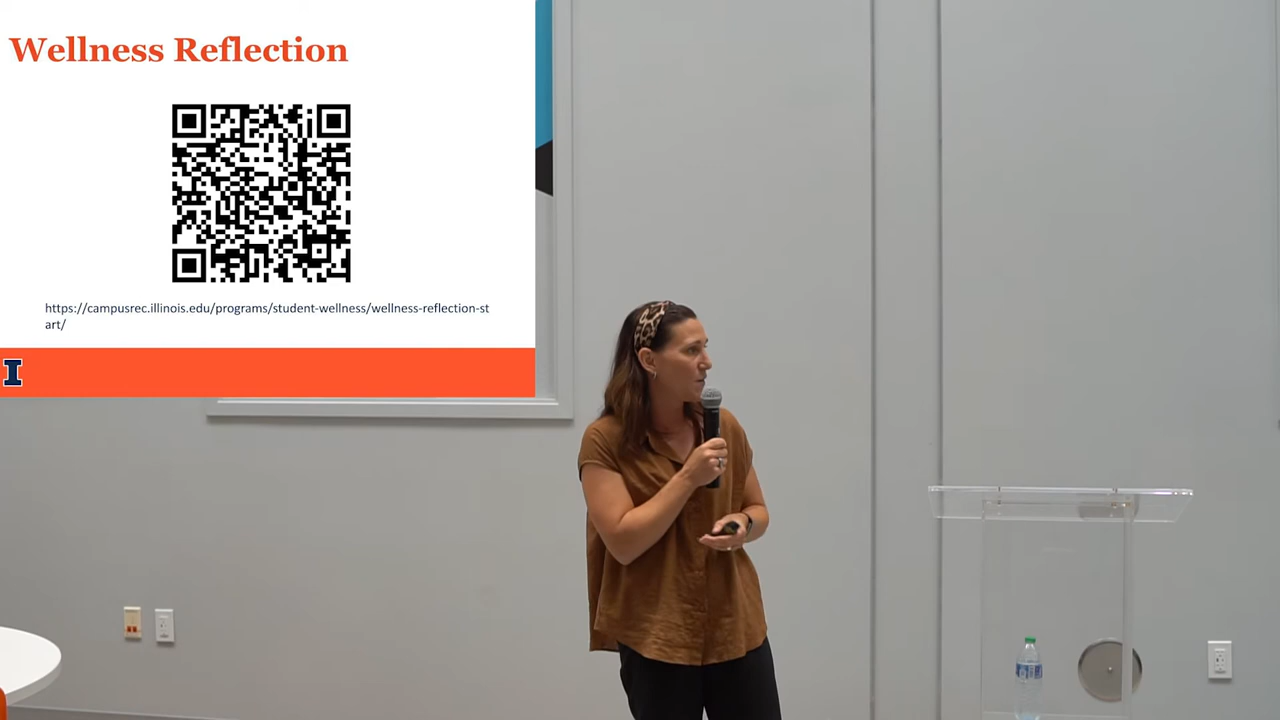 Wellness Reflection
https://campusrec.illinois.edu/programs/student-wellness/wellness-reflection-st
art/
I